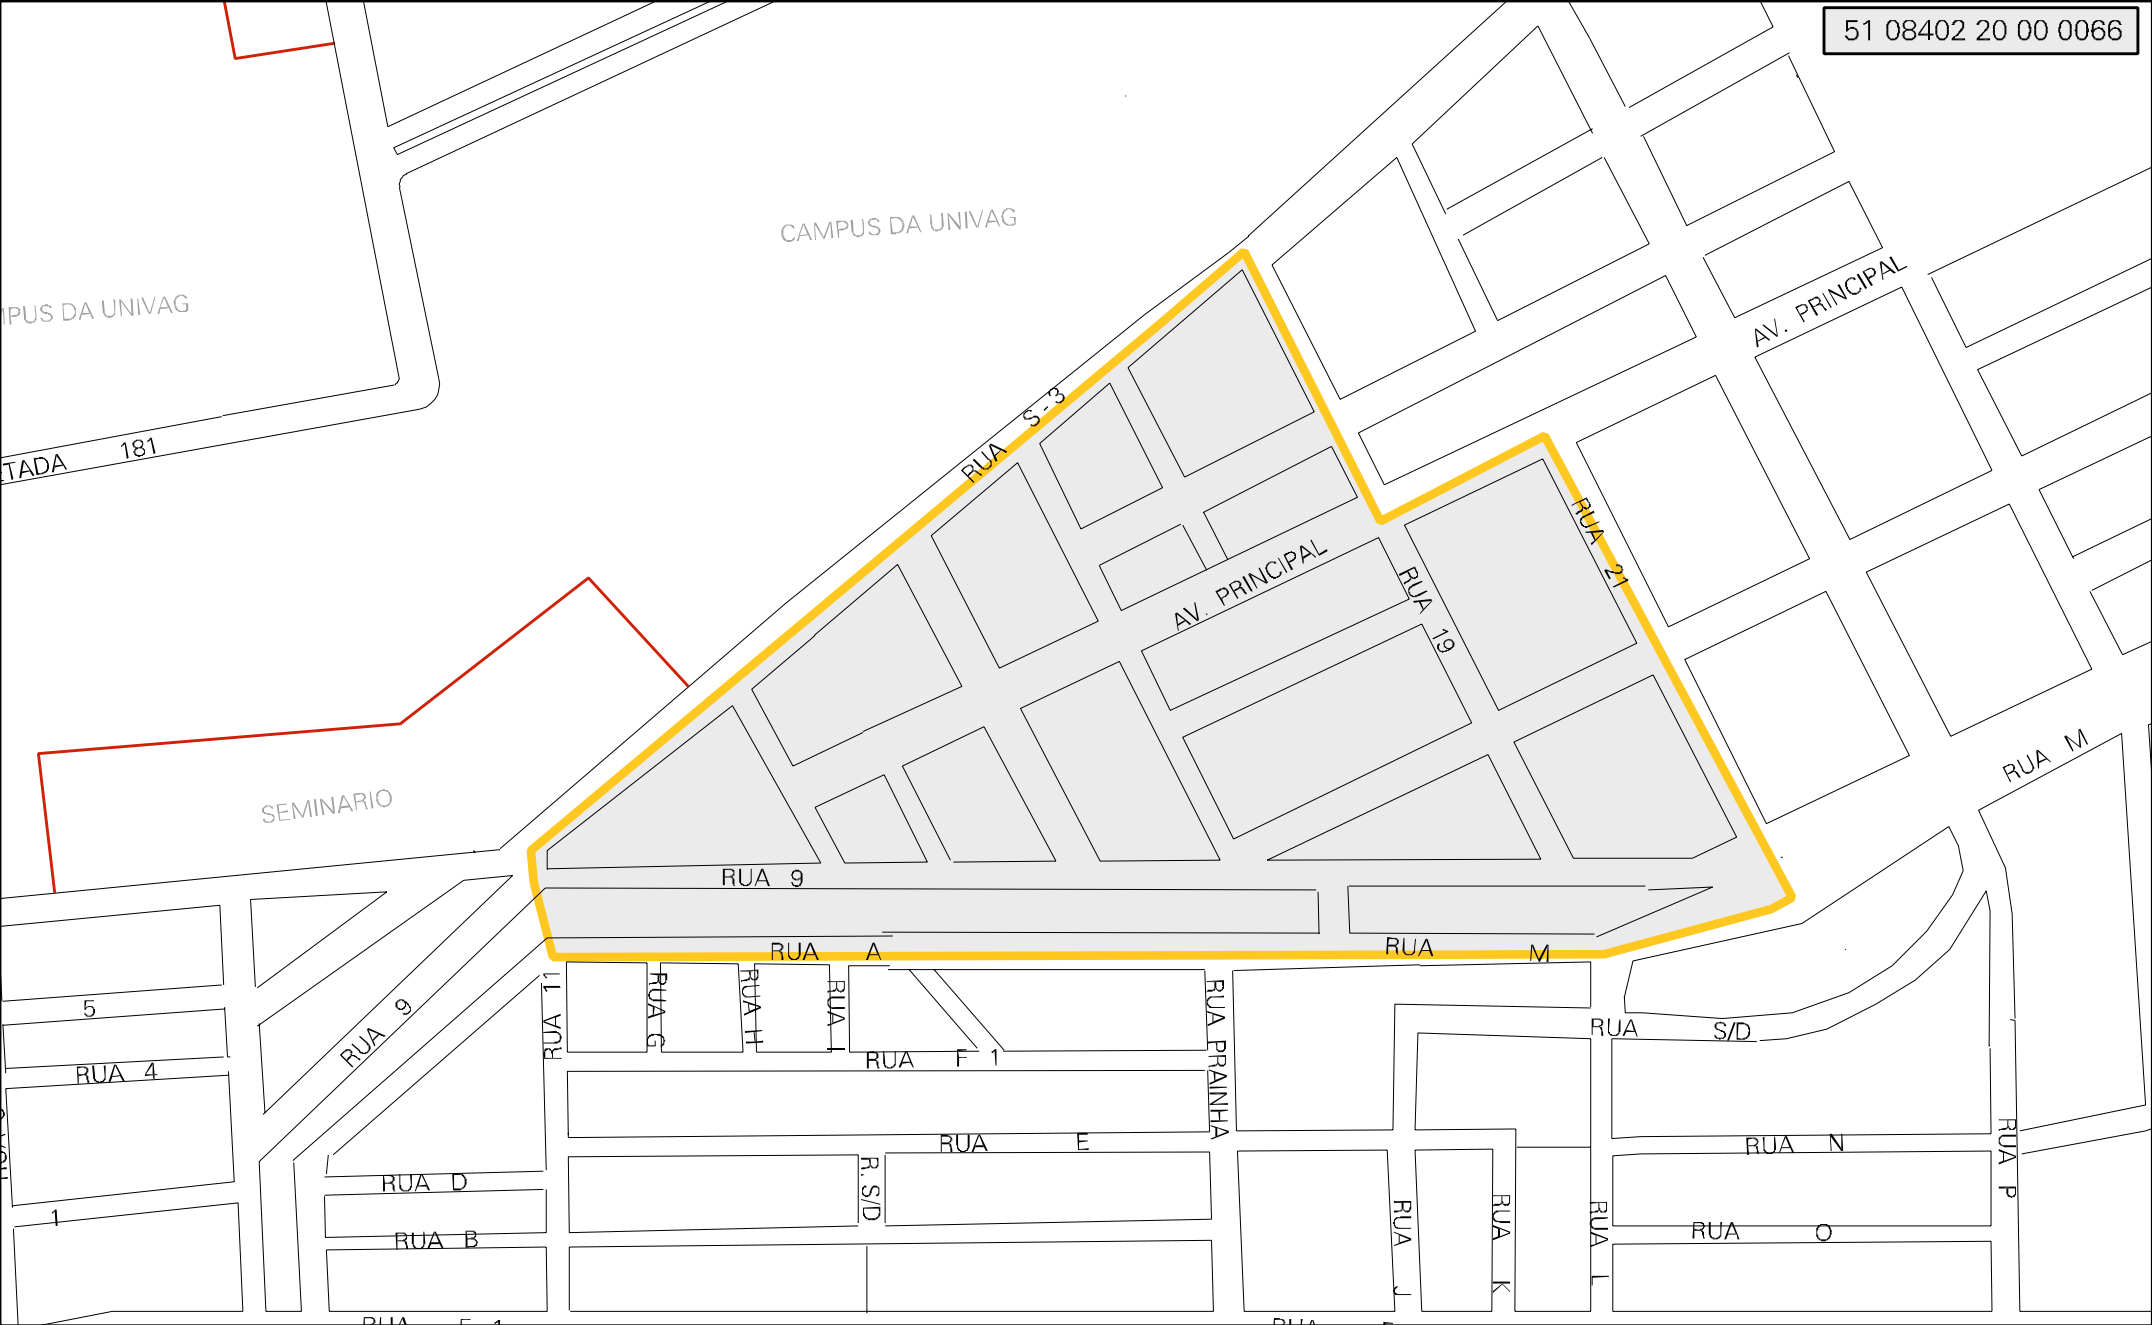 51 08402 20 00 0066
CAMPUS DA UNIVAG
PUS DA UNIVAG
AV. PRINCIPAL
RUA S-3
TADA 181
RUA 21
AV. PRINCIPAL
RUA 19
RUA M
SEMINARIO
RUA 9
RUA A
RUA M
RUA 11
RUA G
RUA H
RUA I
RUA PRAINHA
5
RUA 9
RUA F 1
RUA S/D
RUA 4
RUA E
RUA N
RUA P
RUA D
R. S/D
RUA J
RUA K
RUA L
1
RUA B
RUA O